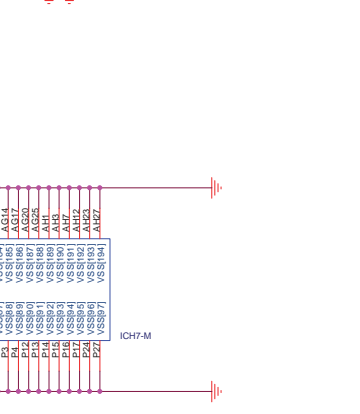 AG14
AG17
AG20
AG25
AH1
AH3
AH7
AH12
AH23
AH27
VSS[185]
VSS[186]
VSS[187]
VSS[188]
VSS[189]
VSS[190]
VSS[191]
VSS[192]
VSS[193]
VSS[194]
VSS[88]
VSS[89]
VSS[90]
VSS[91]
VSS[92]
VSS[93]
VSS[94]
VSS[95]
VSS[96]
VSS[97]
ICH7-M
P3
P4
P12
P13
P14
P15
P16
P17
P24
P27